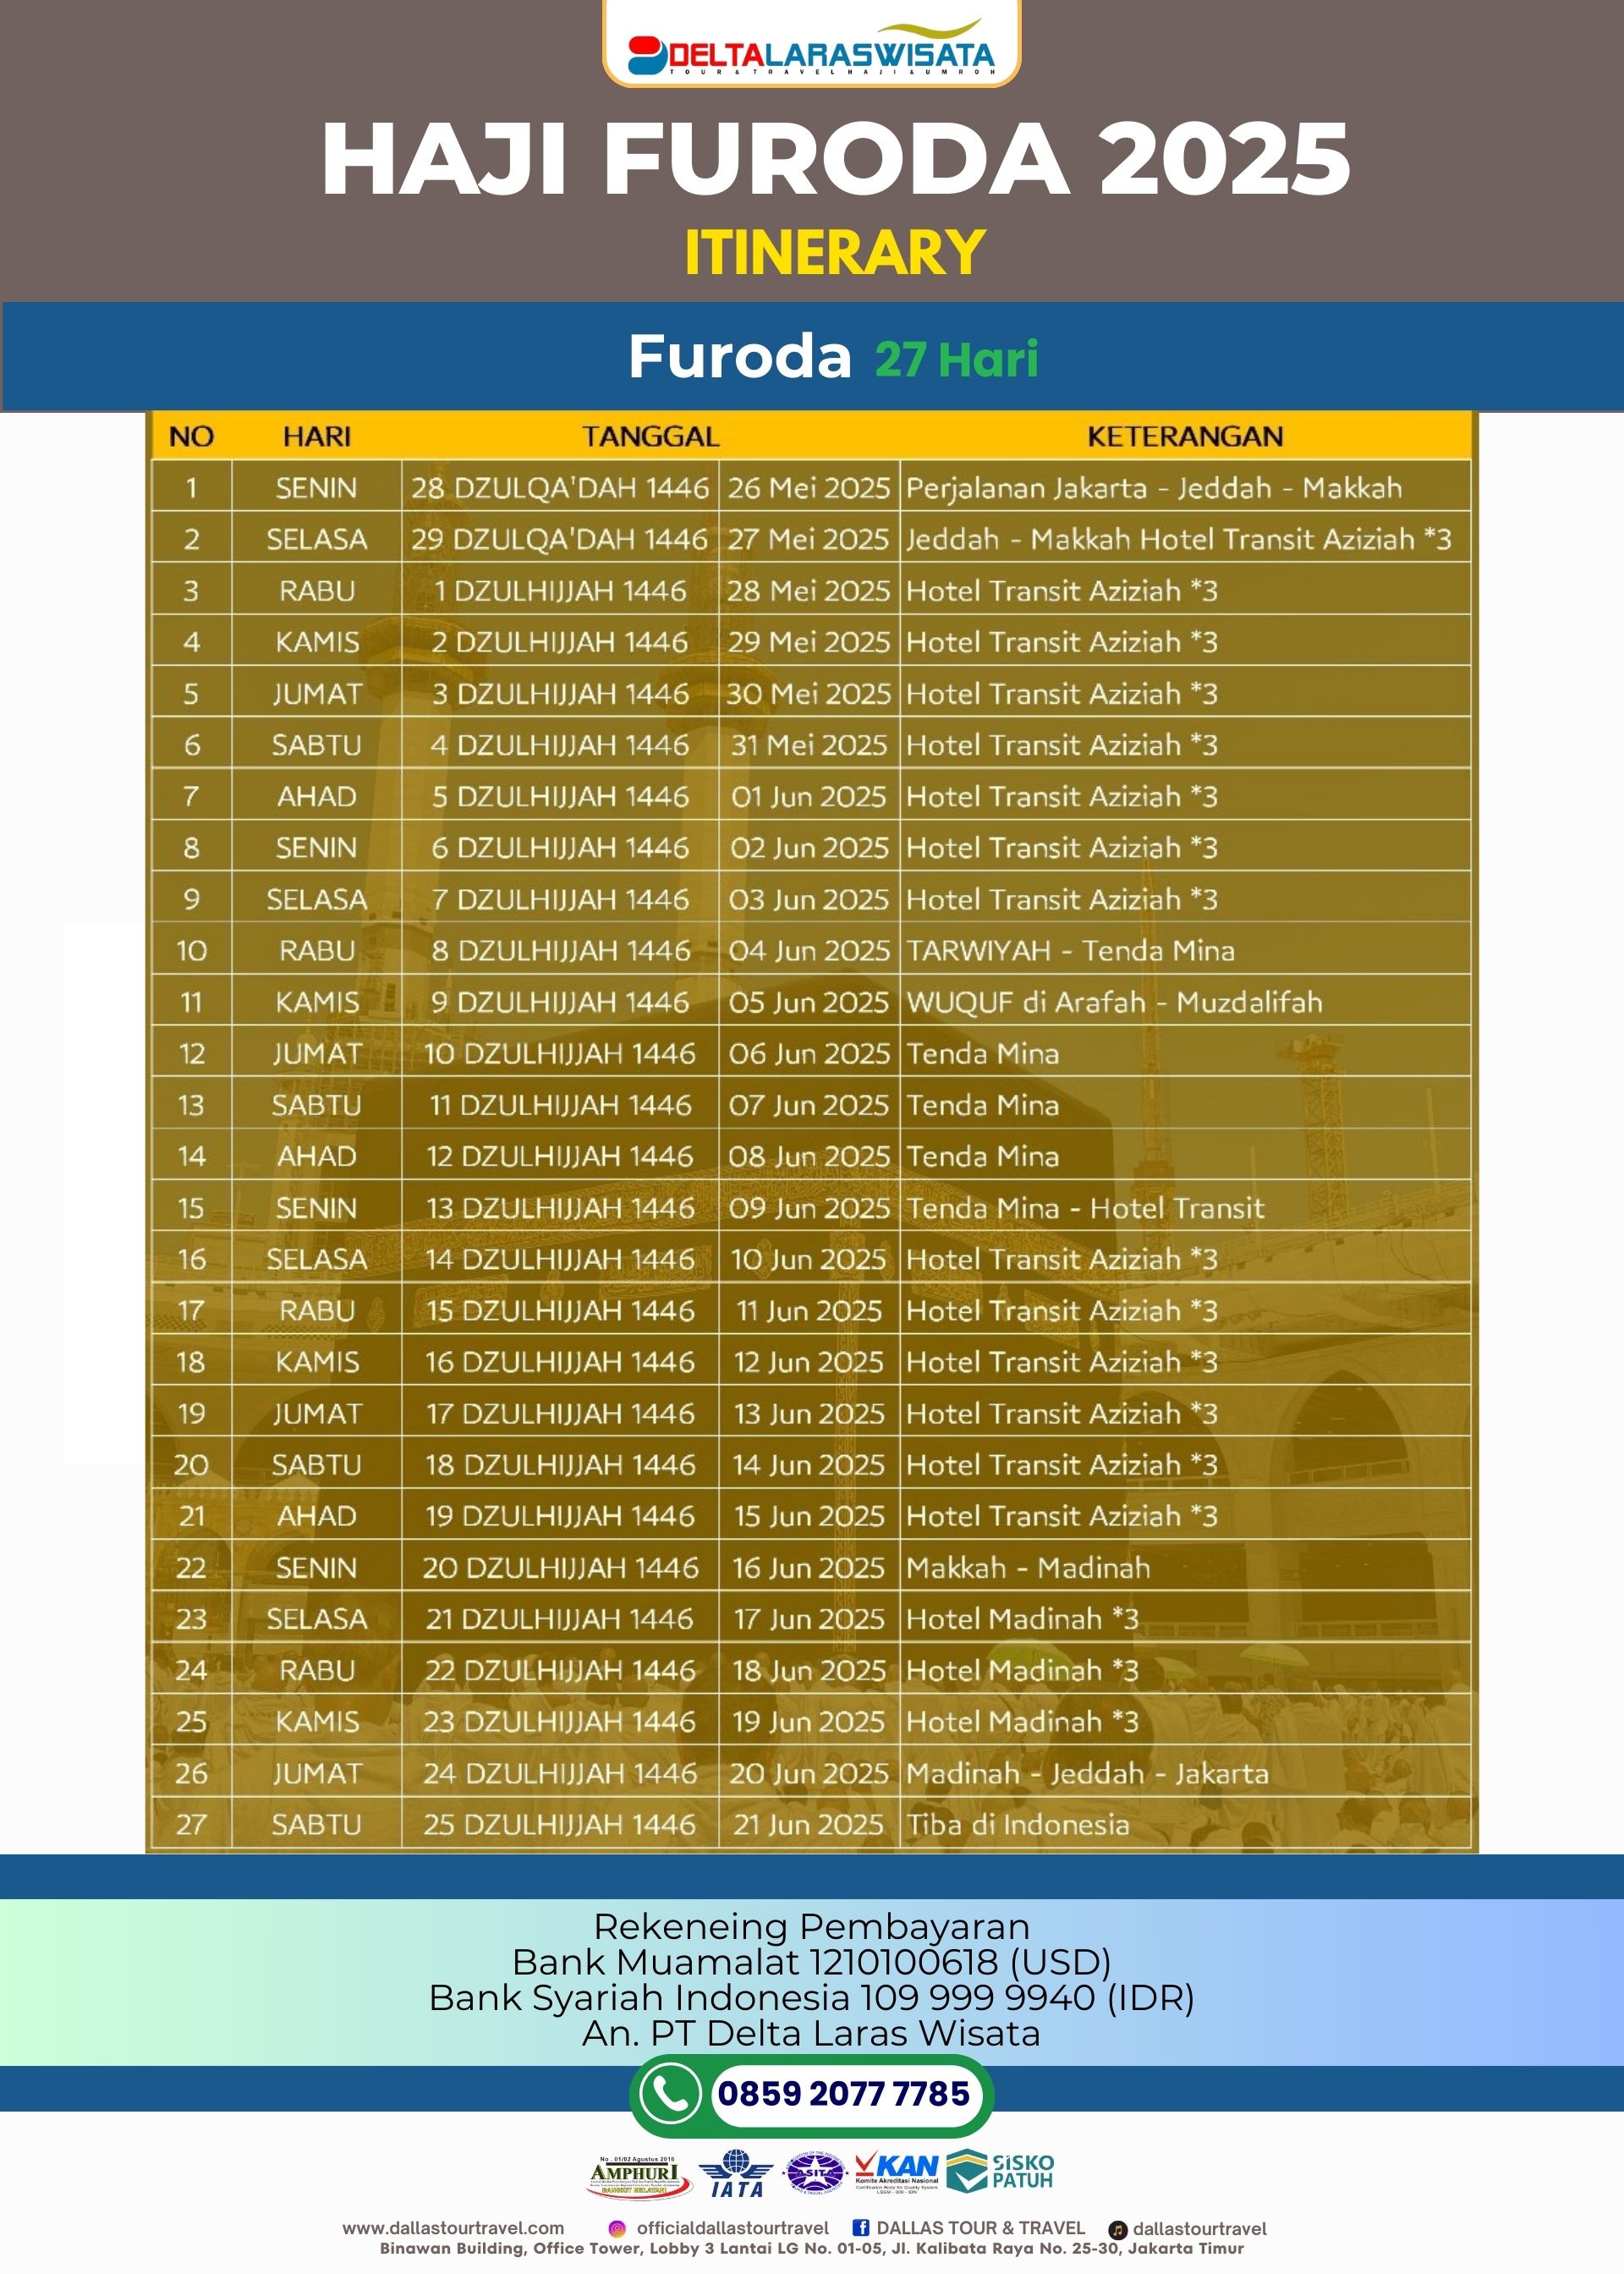 DELTALARASWISATA
TOUR & TRAVEL HAJI & UMROH
HAJI FURODA 2025
ITINERARY
Furoda 27 Hari
NO HARI TANGGAL KETERANGAN
1 SENIN 28 DZULQA'DAH 1446 26 Mei 2025 Perjalanan Jakarta - Jeddah - Makkah
2 SELASA 29 DZULQA'DAH 1446 27 Mei 2025 Jeddah - Makkah Hotel Transit Aziziah *3
3 RABU 1 DZULHIJJAH 1446 28 Mei 2025 Hotel Transit Aziziah *3
4 KAMIS 2 DZULHIJJAH 1446 29 Mei 2025 Hotel Transit Aziziah *3
5 JUMAT 3 DZULHIJJAH 1446 30 Mei 2025 Hotel Transit Aziziah *3
6 SABTU 4 DZULHIJJAH 1446 31 Mei 2025 Hotel Transit Aziziah *3
7 AHAD 5 DZULHIJJAH 1446 01 Jun 2025 Hotel Transit Aziziah *3
8 SENIN 6 DZULHIJJAH 1446 02 Jun 2025 Hotel Transit Aziziah *3
9 SELASA 7 DZULHIJJAH 1446 03 Jun 2025 Hotel Transit Aziziah *3
10 RABU 8 DZULHIJJAH 1446 04 Jun 2025 TARWIYAH - Tenda Mina
11 KAMIS 9 DZULHIJJAH 1446 05 Jun 2025 WUQUF di Arafah - Muzdalifah
12 JUMAT 10 DZULHIJJAH 1446 06 Jun 2025 Tenda Mina
13 SABTU 11 DZULHIJJAH 1446 07 Jun 2025 Tenda Mina
14 AHAD 12 DZULHIJJAH 1446 08 Jun 2025 Tenda Mina
15 SENIN 13 DZULHIJJAH 1446 09 Jun 2025 Tenda Mina - Hotel Transit
16 SELASA 14 DZULHIJJAH 1446 10 Jun 2025 Hotel Transit Aziziah *3
17 RABU 15 DZULHIJJAH 1446 11 Jun 2025 Hotel Transit Aziziah *3
18 KAMIS 16 DZULHIJJAH 1446 12 Jun 2025 Hotel Transit Aziziah *3
19 JUMAT 17 DZULHIJJAH 1446 13 Jun 2025 Hotel Transit Aziziah *3
20 SABTU 18 DZULHIJJAH 1446 14 Jun 2025 Hotel Transit Aziziah *3
21 AHAD 19 DZULHIJJAH 1446 15 Jun 2025 Hotel Transit Aziziah *3
22 SENIN 20 DZULHIJJAH 1446 16 Jun 2025 Makkah - Madinah
23 SELASA 21 DZULHIJJAH 1446 17 Jun 2025 Hotel Madinah *3
24 RABU 22 DZULHIJJAH 1446 18 Jun 2025 Hotel Madinah *3
25 KAMIS 23 DZULHIJJAH 1446 19 Jun 2025 Hotel Madinah *3
26 JUMAT 24 DZULHIJJAH 1446 20 Jun 2025 Madinah - Jeddah - Jakarta
27 SABTU 25 DZULHIJJAH 1446 21 Jun 2025 Tiba di Indonesia
Rekeneing Pembayaran
Bank Muamalat 1210100618 (USD)
Bank Syariah Indonesia 109 999 9940 (IDR)
An. PT Delta Laras Wisata
0859 2077 7785
No . 01/02 Agustus 2016
AMPHURI
BANGKIT MELAYANI
IATA
ASITA
KAN
Komite Akreditasi Nasional
Certification Body for Quality System
LSSM - 009 - IDN
SISKO
PATUH
www.dallastourtravel.com officialdallastourtravel DALLAS TOUR & TRAVEL dallastourtravel
Binawan Building, Office Tower, Lobby 3 Lantai LG No. 01-05, Jl. Kalibata Raya No. 25-30, Jakarta Timur